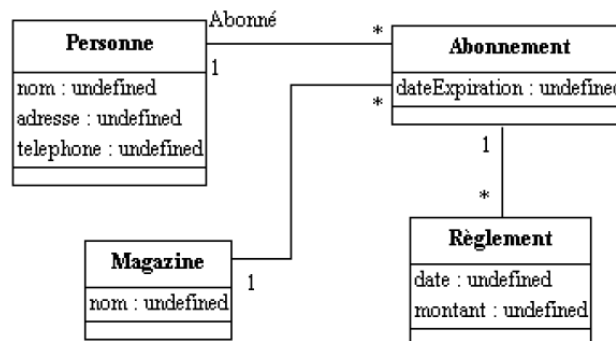 Abonné
Personne
*
Abonnement
1
nom : undefined
dateExpiration : undefined
adresse : undefined
*
telephone : undefined
1
*
Règlement
Magazine
date : undefined
1
nom : undefined
montant : undefined